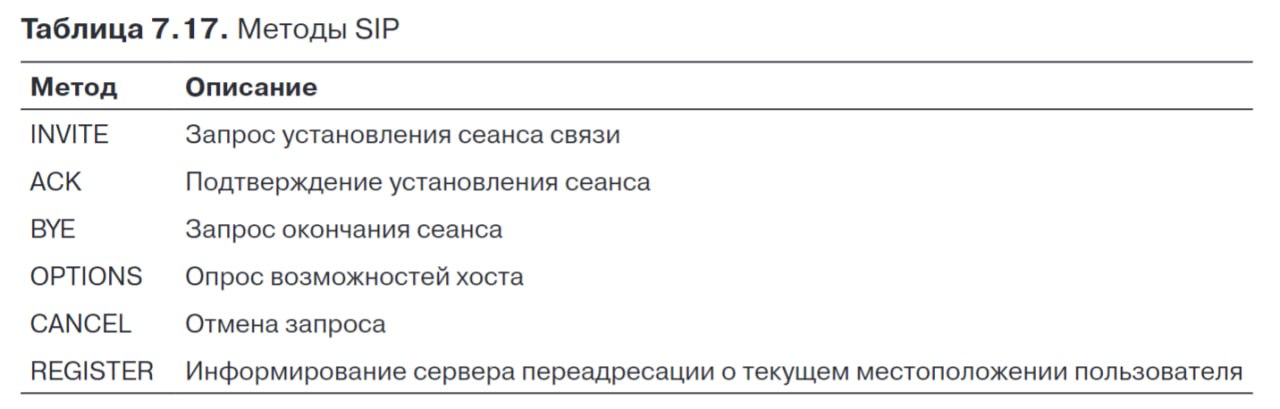 Таблица 7.17. Методы SIP
Метод Описание
INVITE Запрос установления сеанса связи
ACK Подтверждение установления сеанса
BYE Запрос окончания сеанса
OPTIONS Опрос возможностей хоста
CANCEL Отмена запроса
REGISTER Информирование сервера переадресации о текущем местоположении пользователя